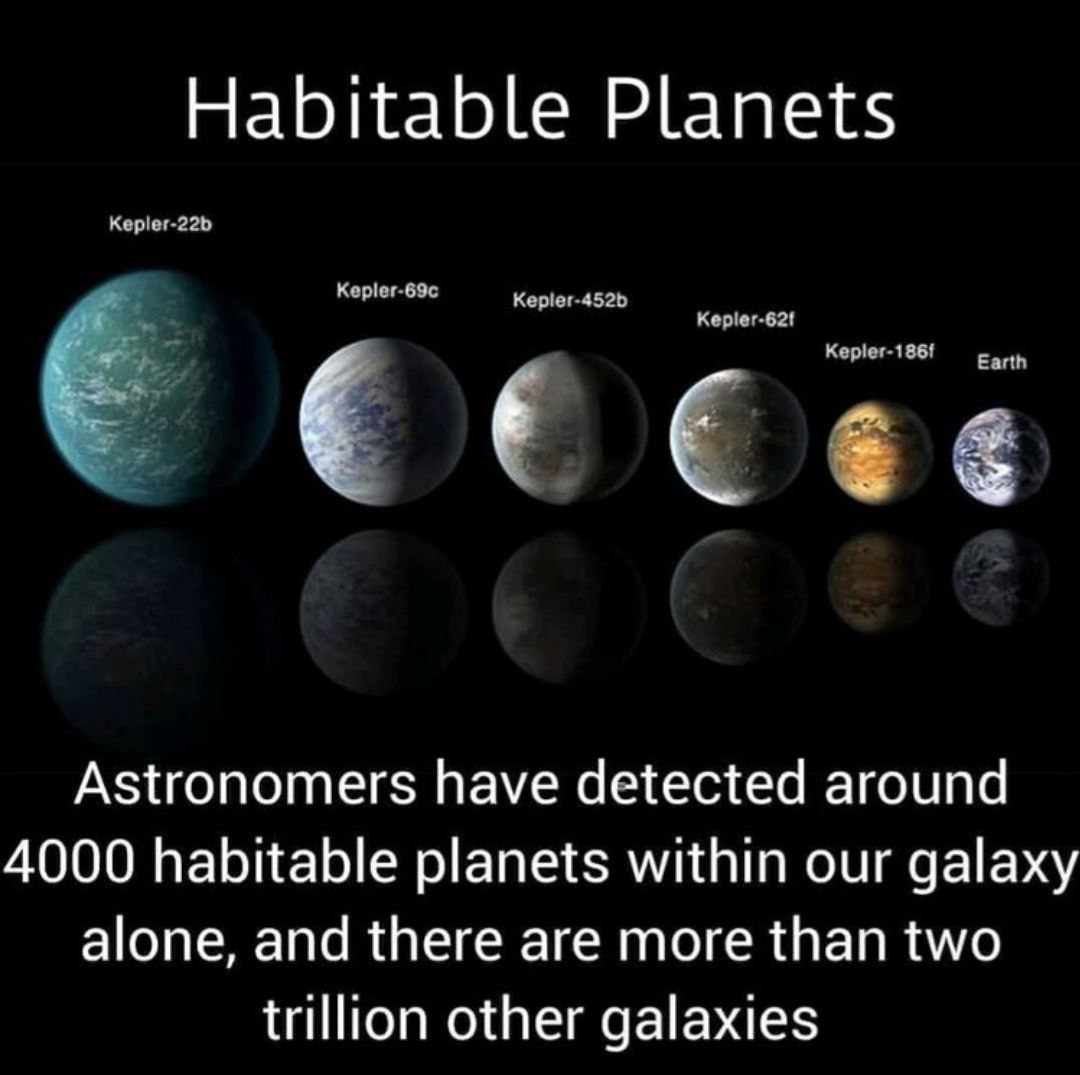 Habitable Planets
Kepler-22b
Kepler-69c
Kepler-452b
Kepler-62f
Kepler-186f
Earth
Astronomers have detected around
4000 habitable planets within our galaxy
alone, and there are more than two
trillion other galaxies